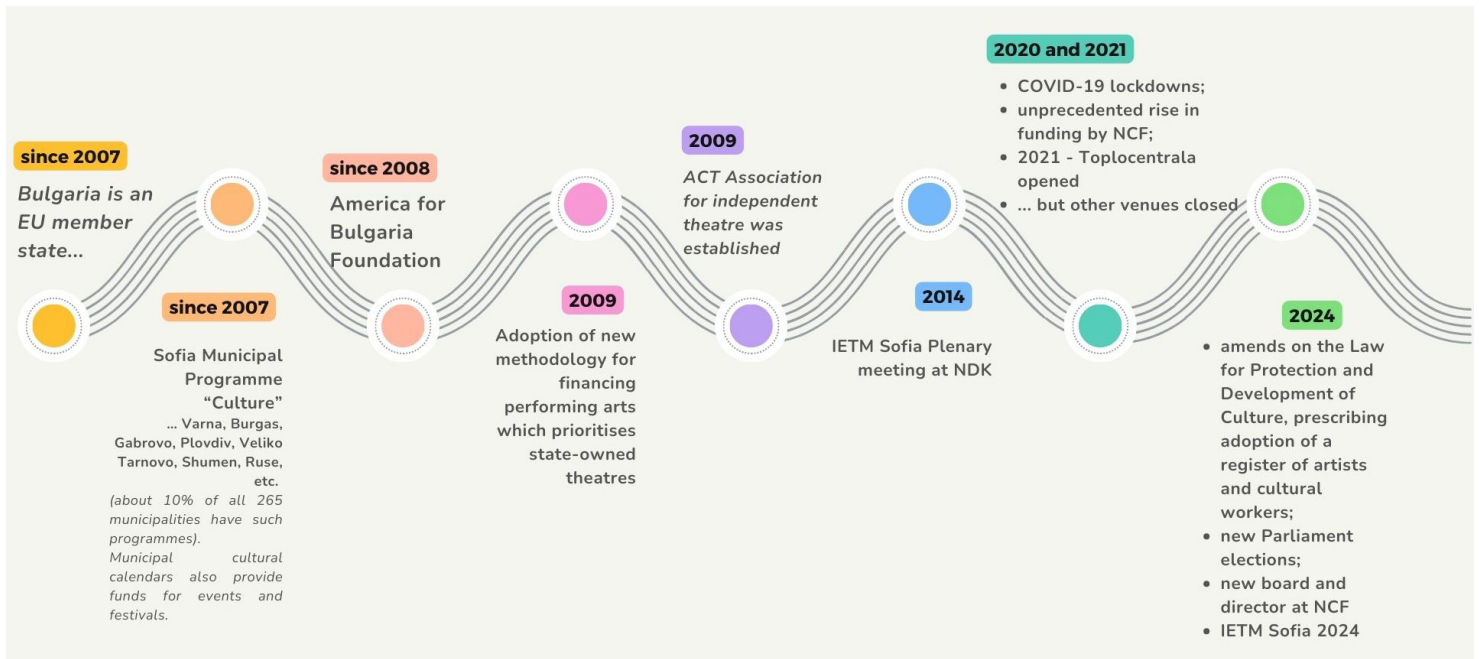 since 2007
Bulgaria is an
EU member
state...
since 2007
Sofia Municipal
Programme
“Culture”
... Varna, Burgas,
Gabrovo, Plovdiv, Veliko
Tarnovo, Shumen, Ruse,
etc.
(about 10% of all 265
municipalities have such
programmes).
Municipal cultural
calendars also provide
funds for events and
festivals.
since 2008
America for
Bulgaria
Foundation
2009
Adoption of new
methodology for
financing
performing arts
which prioritises
state-owned
theatres
2009
ACT Association
for independent
theatre was
established
2014
IETM Sofia Plenary
meeting at NDK
2020 and 2021
• COVID-19 lockdowns;
• unprecedented rise in
funding by NCF;
• 2021 - Toplocentrala
opened
• ... but other venues closed
2024
• amends on the Law
for Protection and
Development of
Culture, prescribing
adoption of a
register of artists
and cultural
workers;
• new Parliament
elections;
• new board and
director at NCF
• IETM Sofia 2024